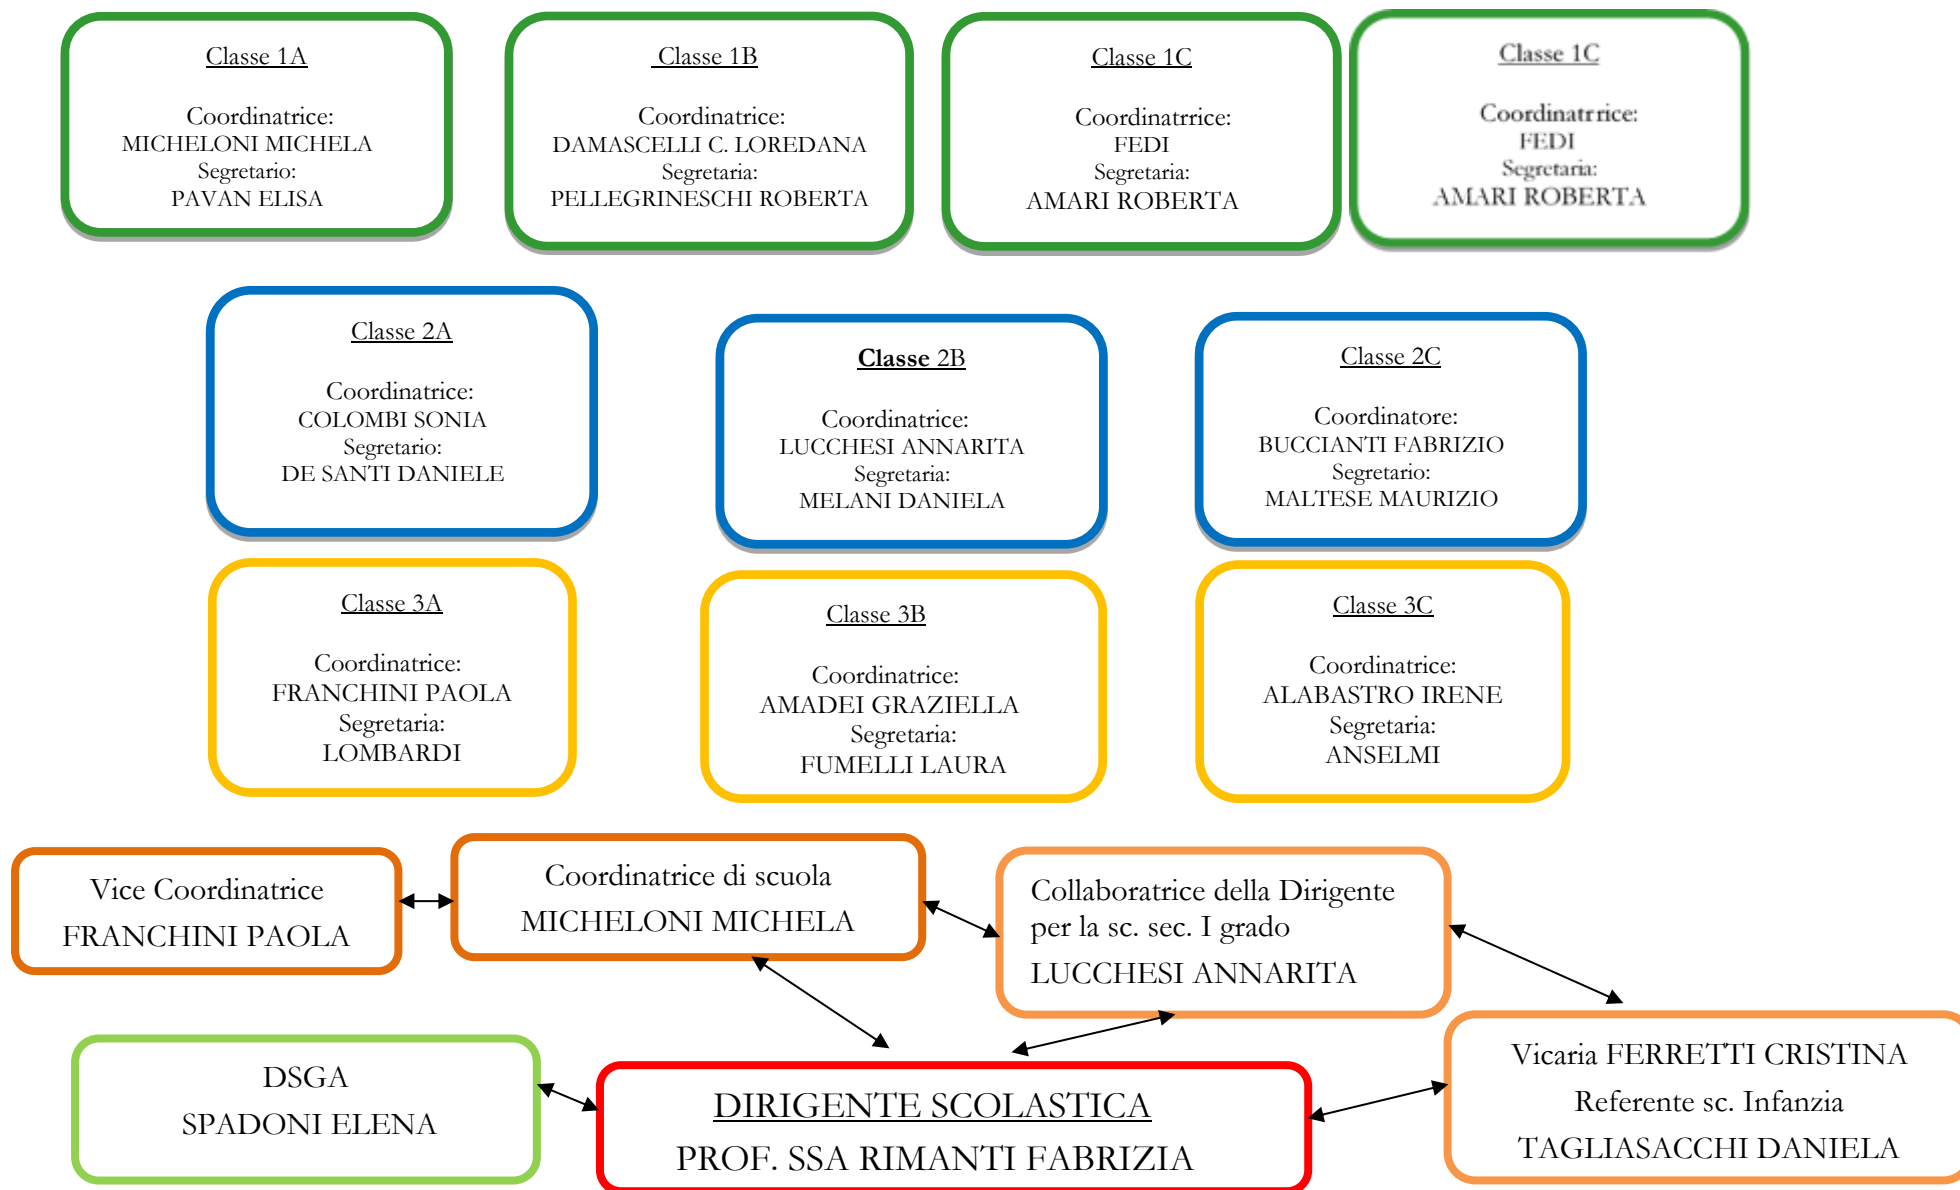 Classe 1A
Coordinatrice:
MICHELONI MICHELA
Segretario:
PAVAN ELISA
Classe 1B
Coordinatrice:
DAMASCELLI C. LOREDANA
Segretaria:
PELLEGRINESCHI ROBERTA
Classe 1C
Coordinatrrice:
FEDI
Segretaria:
AMARI ROBERTA
Classe 1C
Coordinatrrice:
FEDI
Segretaria:
AMARI ROBERTA
Classe 2A
Coordinatrice:
COLOMBI SONIA
Segretario:
DE SANTI DANIELE
Classe 2B
Coordinatrice:
LUCCHESI ANNARITA
Segretaria:
MELANI DANIELA
Classe 2C
Coordinatore:
BUCCIANTI FABRIZIO
Segretario:
MALTESE MAURIZIO
Classe 3A
Coordinatrice:
FRANCHINI PAOLA
Segretaria:
LOMBARDI
Classe 3B
Coordinatrice:
AMADEI GRAZIELLA
Segretaria:
FUMELLI LAURA
Classe 3C
Coordinatrice:
ALABASTRO IRENE
Segretaria:
ANSELMI
Vice Coordinatrice
FRANCHINI PAOLA
Coordinatrice di scuola
MICHELONI MICHELA
Collaboratrice della Dirigente
per la sc. sec. I grado
LUCCHESI ANNARITA
DSGA
SPADONI ELENA
DIRIGENTE SCOLASTICA
PROF. SSA RIMANTI FABRIZIA
Vicaria FERRETTI CRISTINA
Referente sc. Infanzia
TAGLIASACCHI DANIELA